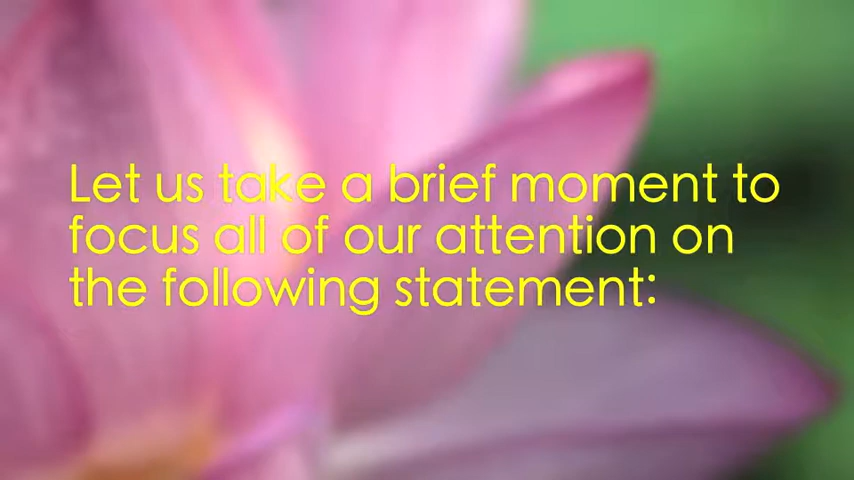 Let us take a brief moment to
focus all of our attention on
the following statement: